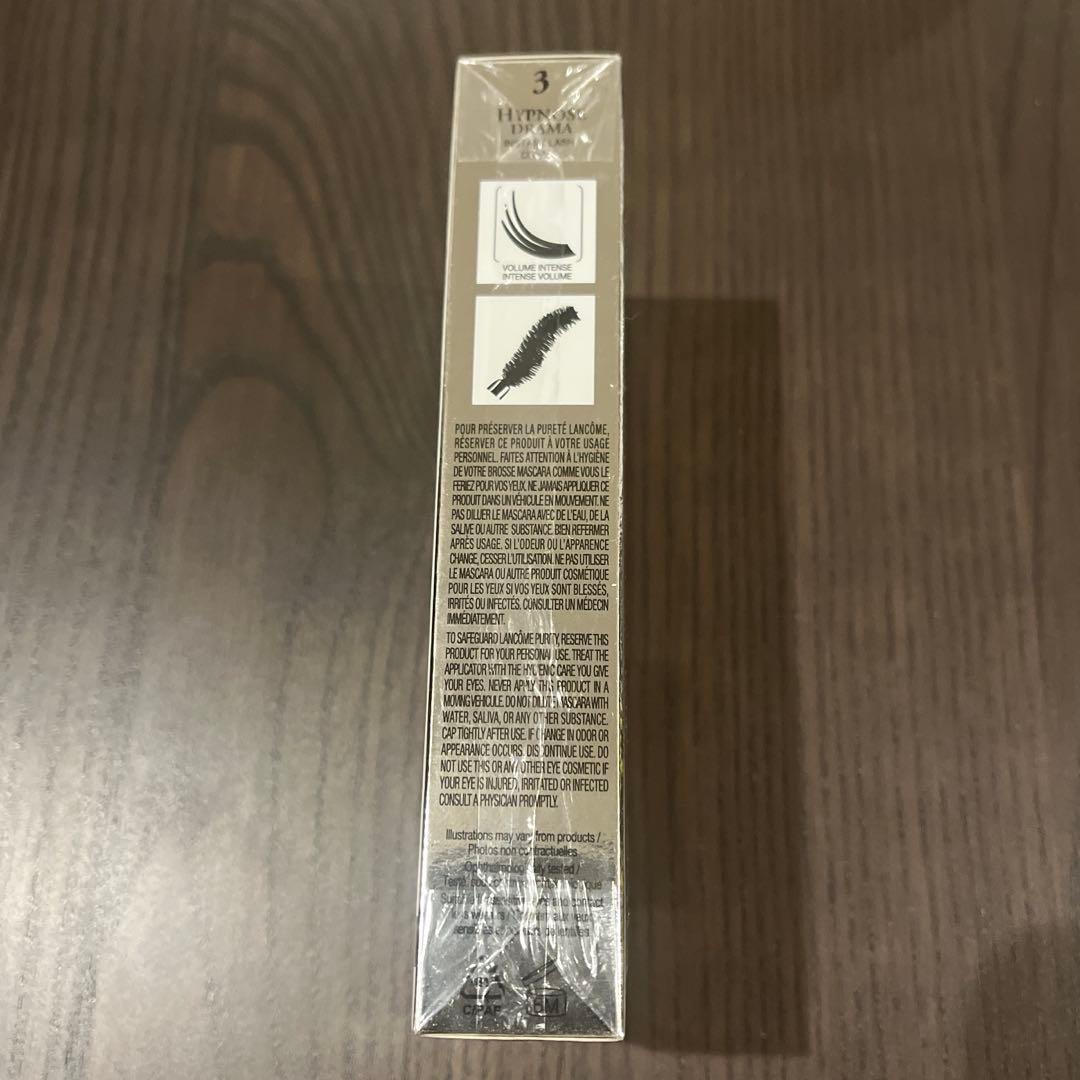 3
HYPNOSE
DRAMA
VOLUME INTENSE
INTENSE VOLUME
POUR PRÉSERVER LA PURETÉ LANCÔME,
RÉSERVER CE PRODUIT À VOTRE USAGE
PERSONNEL. FAITES ATTENTION À L'HYGIÈNE
DE VOTRE BROSSE MASCARA COMME VOUS LE
FERIEZ POUR VOS YEUX. NE JAMAIS APPLIQUER CE
PRODUIT DANS UN VÉHICULE EN MOUVEMENT. NE
PAS DILUER LE MASCARA AVEC DE L'EAU, DE LA
SALIVE OU AUTRE SUBSTANCE. BIEN REFERMER
APRÈS USAGE. SI L'ODEUR OU L'APPARENCE
CHANGE, CESSER L'UTILISATION. NE PAS UTILISER
LE MASCARA OU AUTRE PRODUIT COSMÉTIQUE
POUR LES YEUX SI VOS YEUX SONT BLESSÉS,
IRRITÉS OU INFECTÉS. CONSULTER UN MÉDECIN
IMMÉDIATEMENT.
TO SAFEGUARD LANCÔME PURITY, RESERVE THIS
PRODUCT FOR YOUR PERSONAL USE. TREAT THE
APPLICATOR WITH THE HYGIENIC CARE YOU GIVE
YOUR EYES. NEVER APPLY THIS PRODUCT IN A
MOVING VEHICULE. DO NOT DILUTE MASCARA WITH
WATER, SALIVA, OR ANY OTHER SUBSTANCE.
CAP TIGHTLY AFTER USE. IF CHANGE IN ODOR OR
APPEARANCE OCCURS, DISCONTINUE USE. DO
NOT USE THIS OR ANY OTHER EYE COSMETIC IF
YOUR EYE IS INJURED, IRRITATED OR INFECTED
CONSULT A PHYSICIAN PROMPTLY.
Illustrations may vary from products /
Photos non contractuelles
Ophthalmologically tested /
and contact
C/PAP
6M